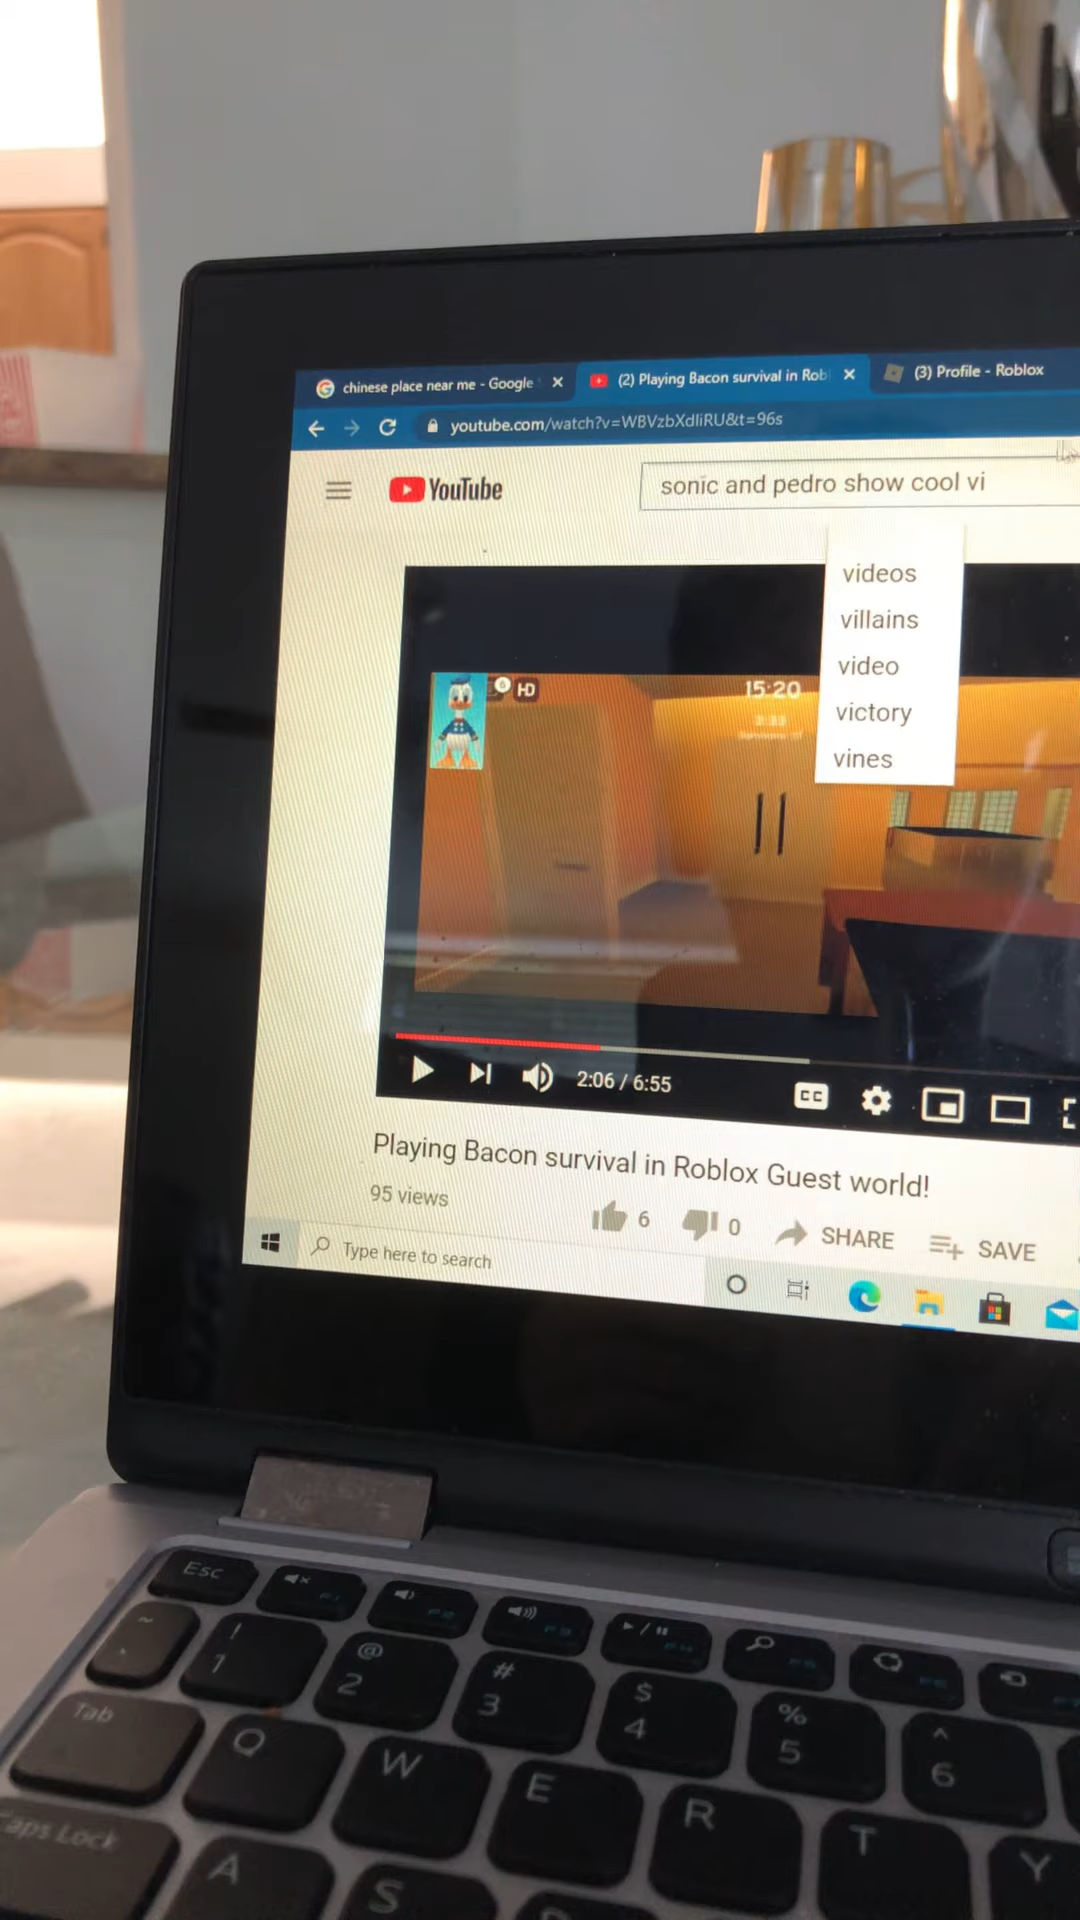 chinese place near me - Google
(2) Playing Bacon survival in Rob
(3) Profile - Roblox
youtube.com/watch?v=WBVzbXdIiRU&t=96s
YouTube
sonic and pedro show cool vi
videos
villains
video
victory
vines
HD
15:20
2:06 / 6:55
CC
Playing Bacon survival in Roblox Guest world!
95 views
6
0
SHARE
SAVE
Type here to search
Esc
~
!
1
@
2
#
3
$
4
%
5
^
6
Tab
Q
W
E
R
T
Y
Caps Lock
A
S